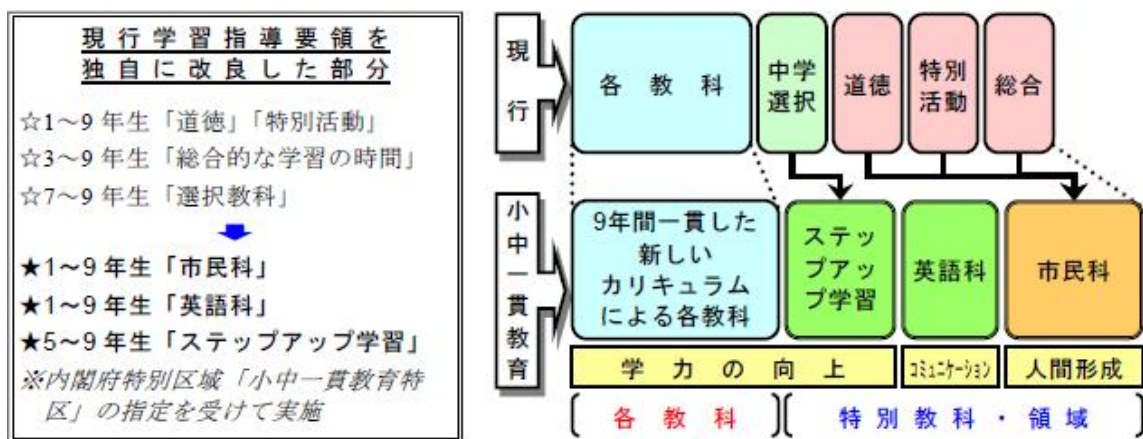 現行学習指導要領を
独自に改良した部分
☆1～9年生「道徳」「特別活動」
☆3～9年生「総合的な学習の時間」
☆7～9年生「選択教科」
★1～9年生「市民科」
★1～9年生「英語科」
★5～9年生「ステップアップ学習」
※内閣府特別区域「小中一貫教育特
区」の指定を受けて実施
現行
各教科
中学
選択
道徳
特別
活動
総合
小中一貫教育
9年間一貫した
新しい
カリキュラム
による各教科
ステッ
プアッ
プ学習
英語科
市民科
学力の向上
ｺﾐｭﾆｹｰｼｮﾝ
人間形成
各教科
特別教科・領域